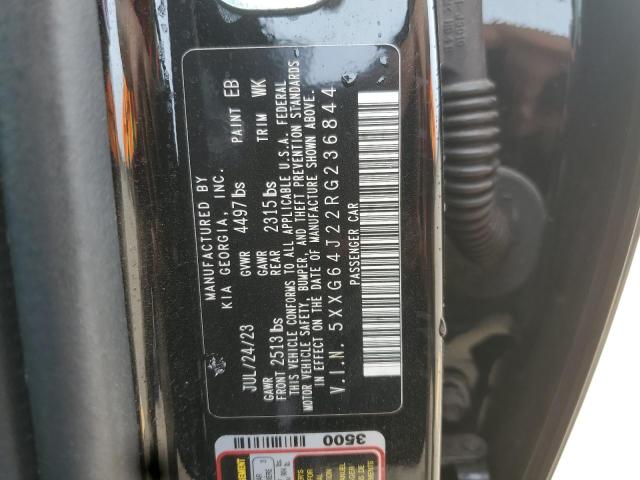 MANUFACTURED BY
KIA GEORGIA, INC.
JUL/24/23 GVWR 4497 lbs PAINT EB
GAWR GAWR TRIM WK
FRONT 2513 lbs REAR 2315 lbs
THIS VEHICLE CONFORMS TO ALL APPLICABLE U.S.A. FEDERAL
MOTOR VEHICLE SAFETY, BUMPER, AND THEFT PREVENTION STANDARDS
IN EFFECT ON THE DATE OF MANUFACTURE SHOWN ABOVE.
V.I.N. 5XXG64J22RG236844
PASSENGER CAR
3500